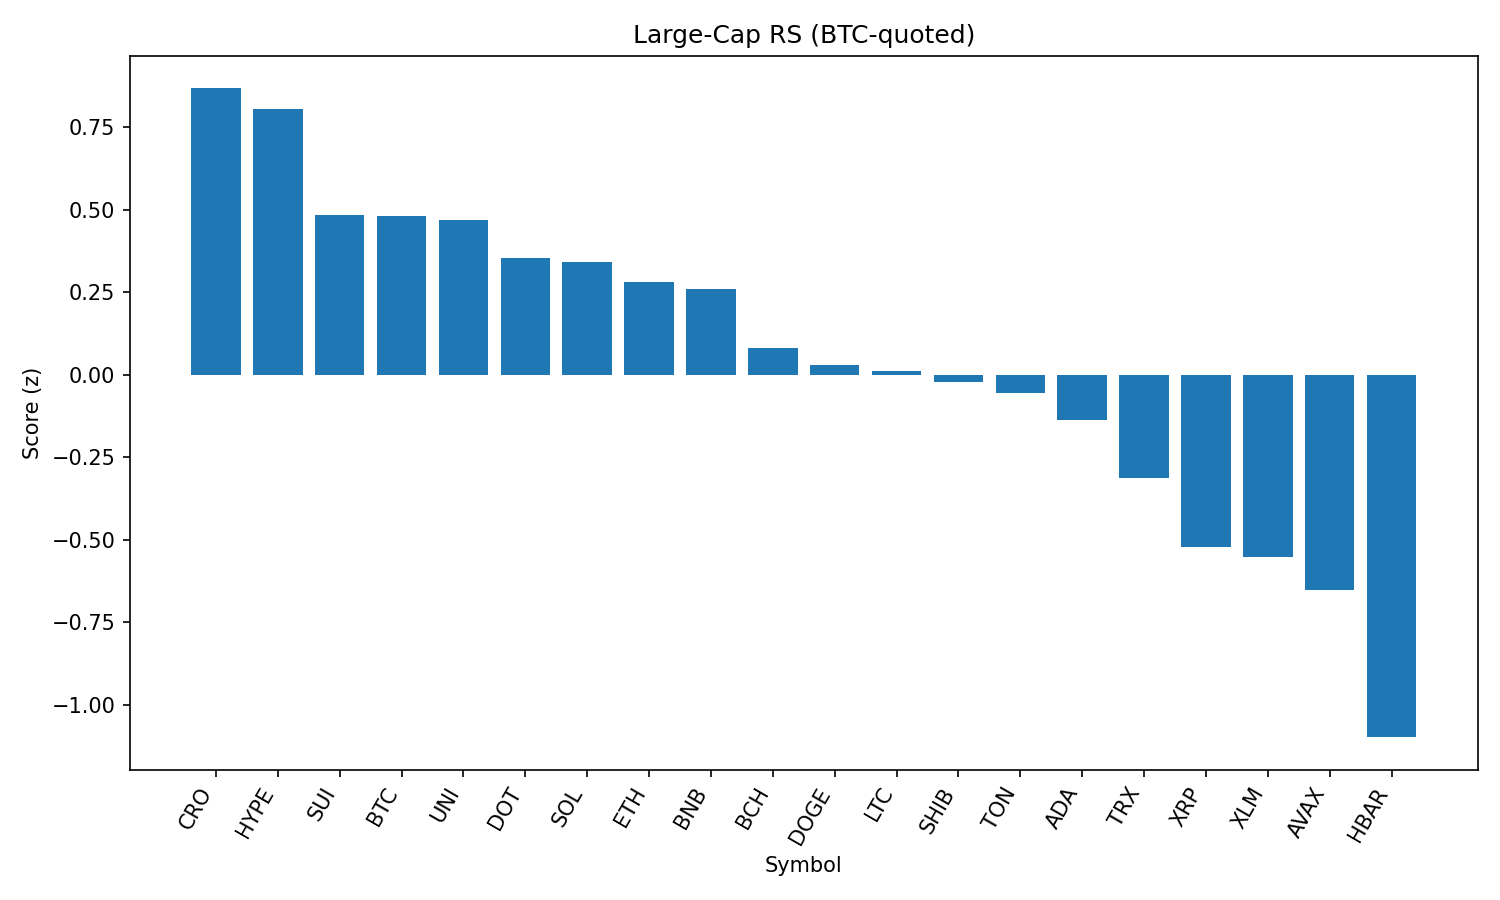 Large-Cap RS (BTC-quoted)
Score (z)
0.75
0.50
0.25
0.00
−0.25
−0.50
−0.75
−1.00
CRO
HYPE
SUI
BTC
UNI
DOT
SOL
ETH
BNB
BCH
DOGE
LTC
SHIB
TON
ADA
TRX
XRP
XLM
AVAX
HBAR
Symbol